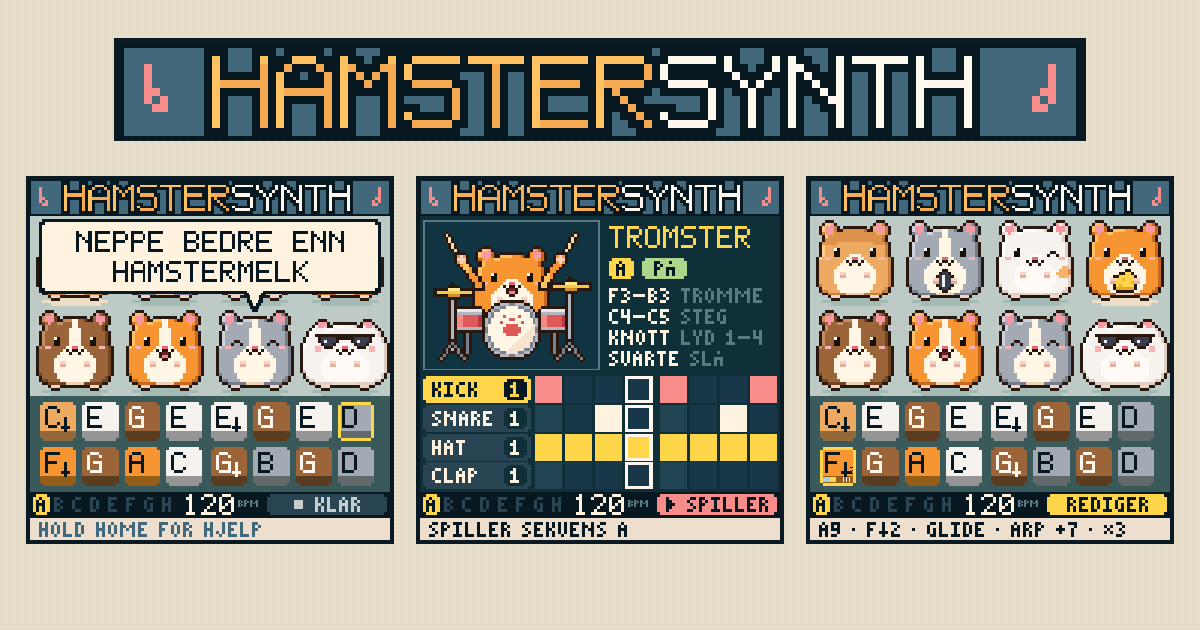 HAMSTERSYNTH
HAMSTERSYNTH
NEPPE BEDRE ENN
HAMSTERMELK
C↓ E G E E↓ G E D
F↓ G A C G↓ B G D
A B C D E F G H 120 BPM ■ KLAR
HOLD HOME FOR HJELP
HAMSTERSYNTH
TROMSTER
A PÅ
F3–B3 TROMME
C4–C5 STEG
KNOTT LYD 1–4
SVARTE SLÅ
KICK 1
SNARE 1
HAT 1
CLAP 1
A B C D E F G H 120 BPM ▶ SPILLER
SPILLER SEKVENS A
HAMSTERSYNTH
C↓ E G E E↓ G E D
F↓ G A C G↓ B G D
A B C D E F G H 120 BPM REDIGER
A9 · F↓2 · GLIDE · ARP +7 · ×3